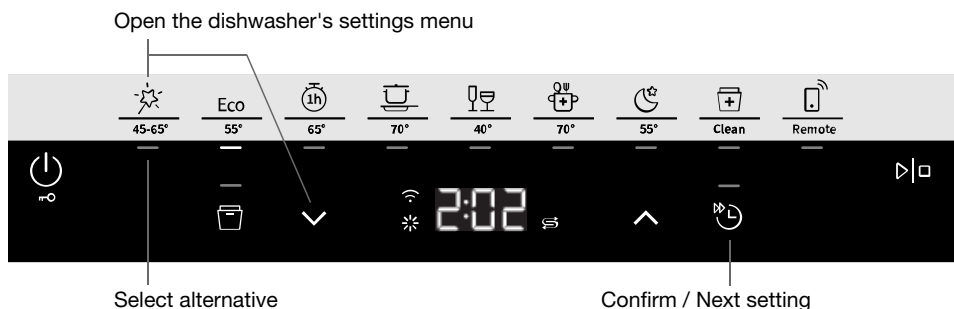 Open the dishwasher's settings menu
Eco
1h
45-65°
55°
65°
70°
40°
70°
55°
Clean
Remote
2:02
Select alternative
Confirm / Next setting